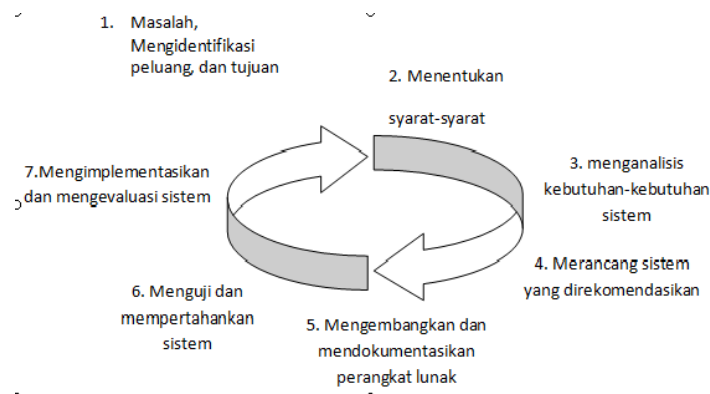 1. Masalah,
Mengidentifikasi
peluang, dan tujuan
2. Menentukan
syarat-syarat
3. menganalisis
kebutuhan-kebutuhan
sistem
4. Merancang sistem
yang direkomendasikan
5. Mengembangkan dan
mendokumentasikan
perangkat lunak
6. Menguji dan
mempertahankan
sistem
7.Mengimplementasikan
dan mengevaluasi sistem